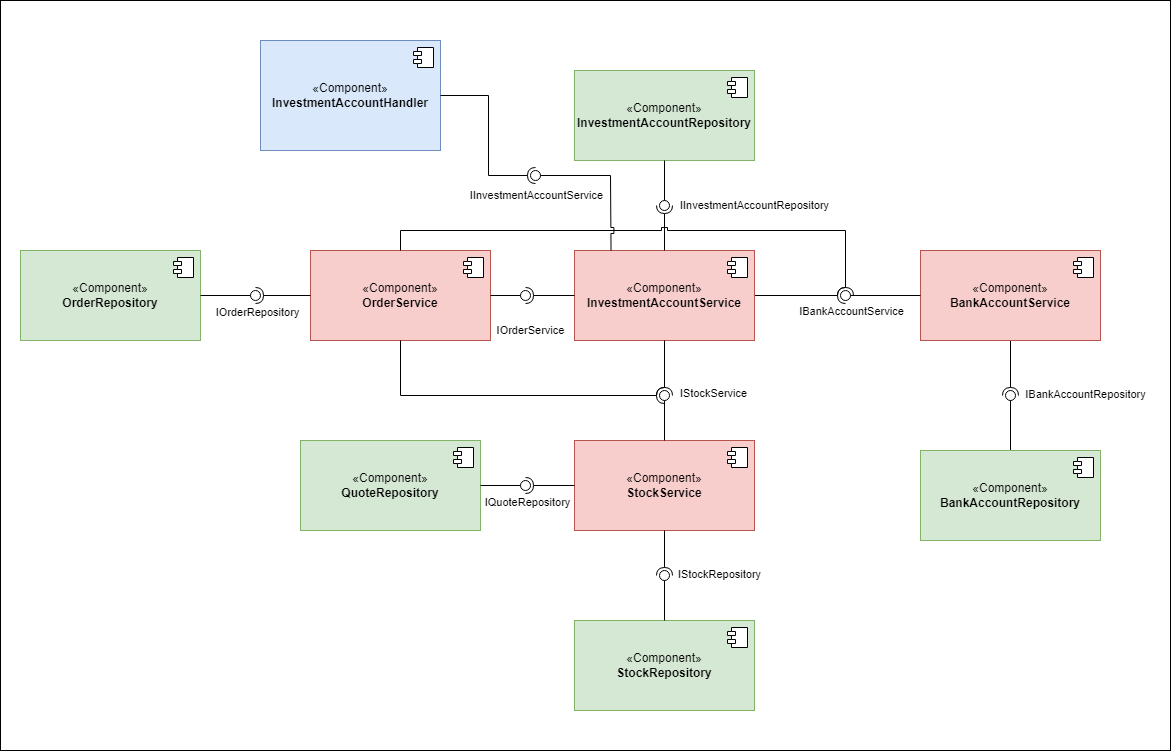 «Component»
InvestmentAccountHandler
«Component»
InvestmentAccountRepository
IInvestmentAccountService
IInvestmentAccountRepository
«Component»
OrderRepository
IOrderRepository
«Component»
OrderService
IOrderService
«Component»
InvestmentAccountService
IBankAccountService
«Component»
BankAccountService
IStockService
IBankAccountRepository
«Component»
QuoteRepository
IQuoteRepository
«Component»
StockService
«Component»
BankAccountRepository
IStockRepository
«Component»
StockRepository